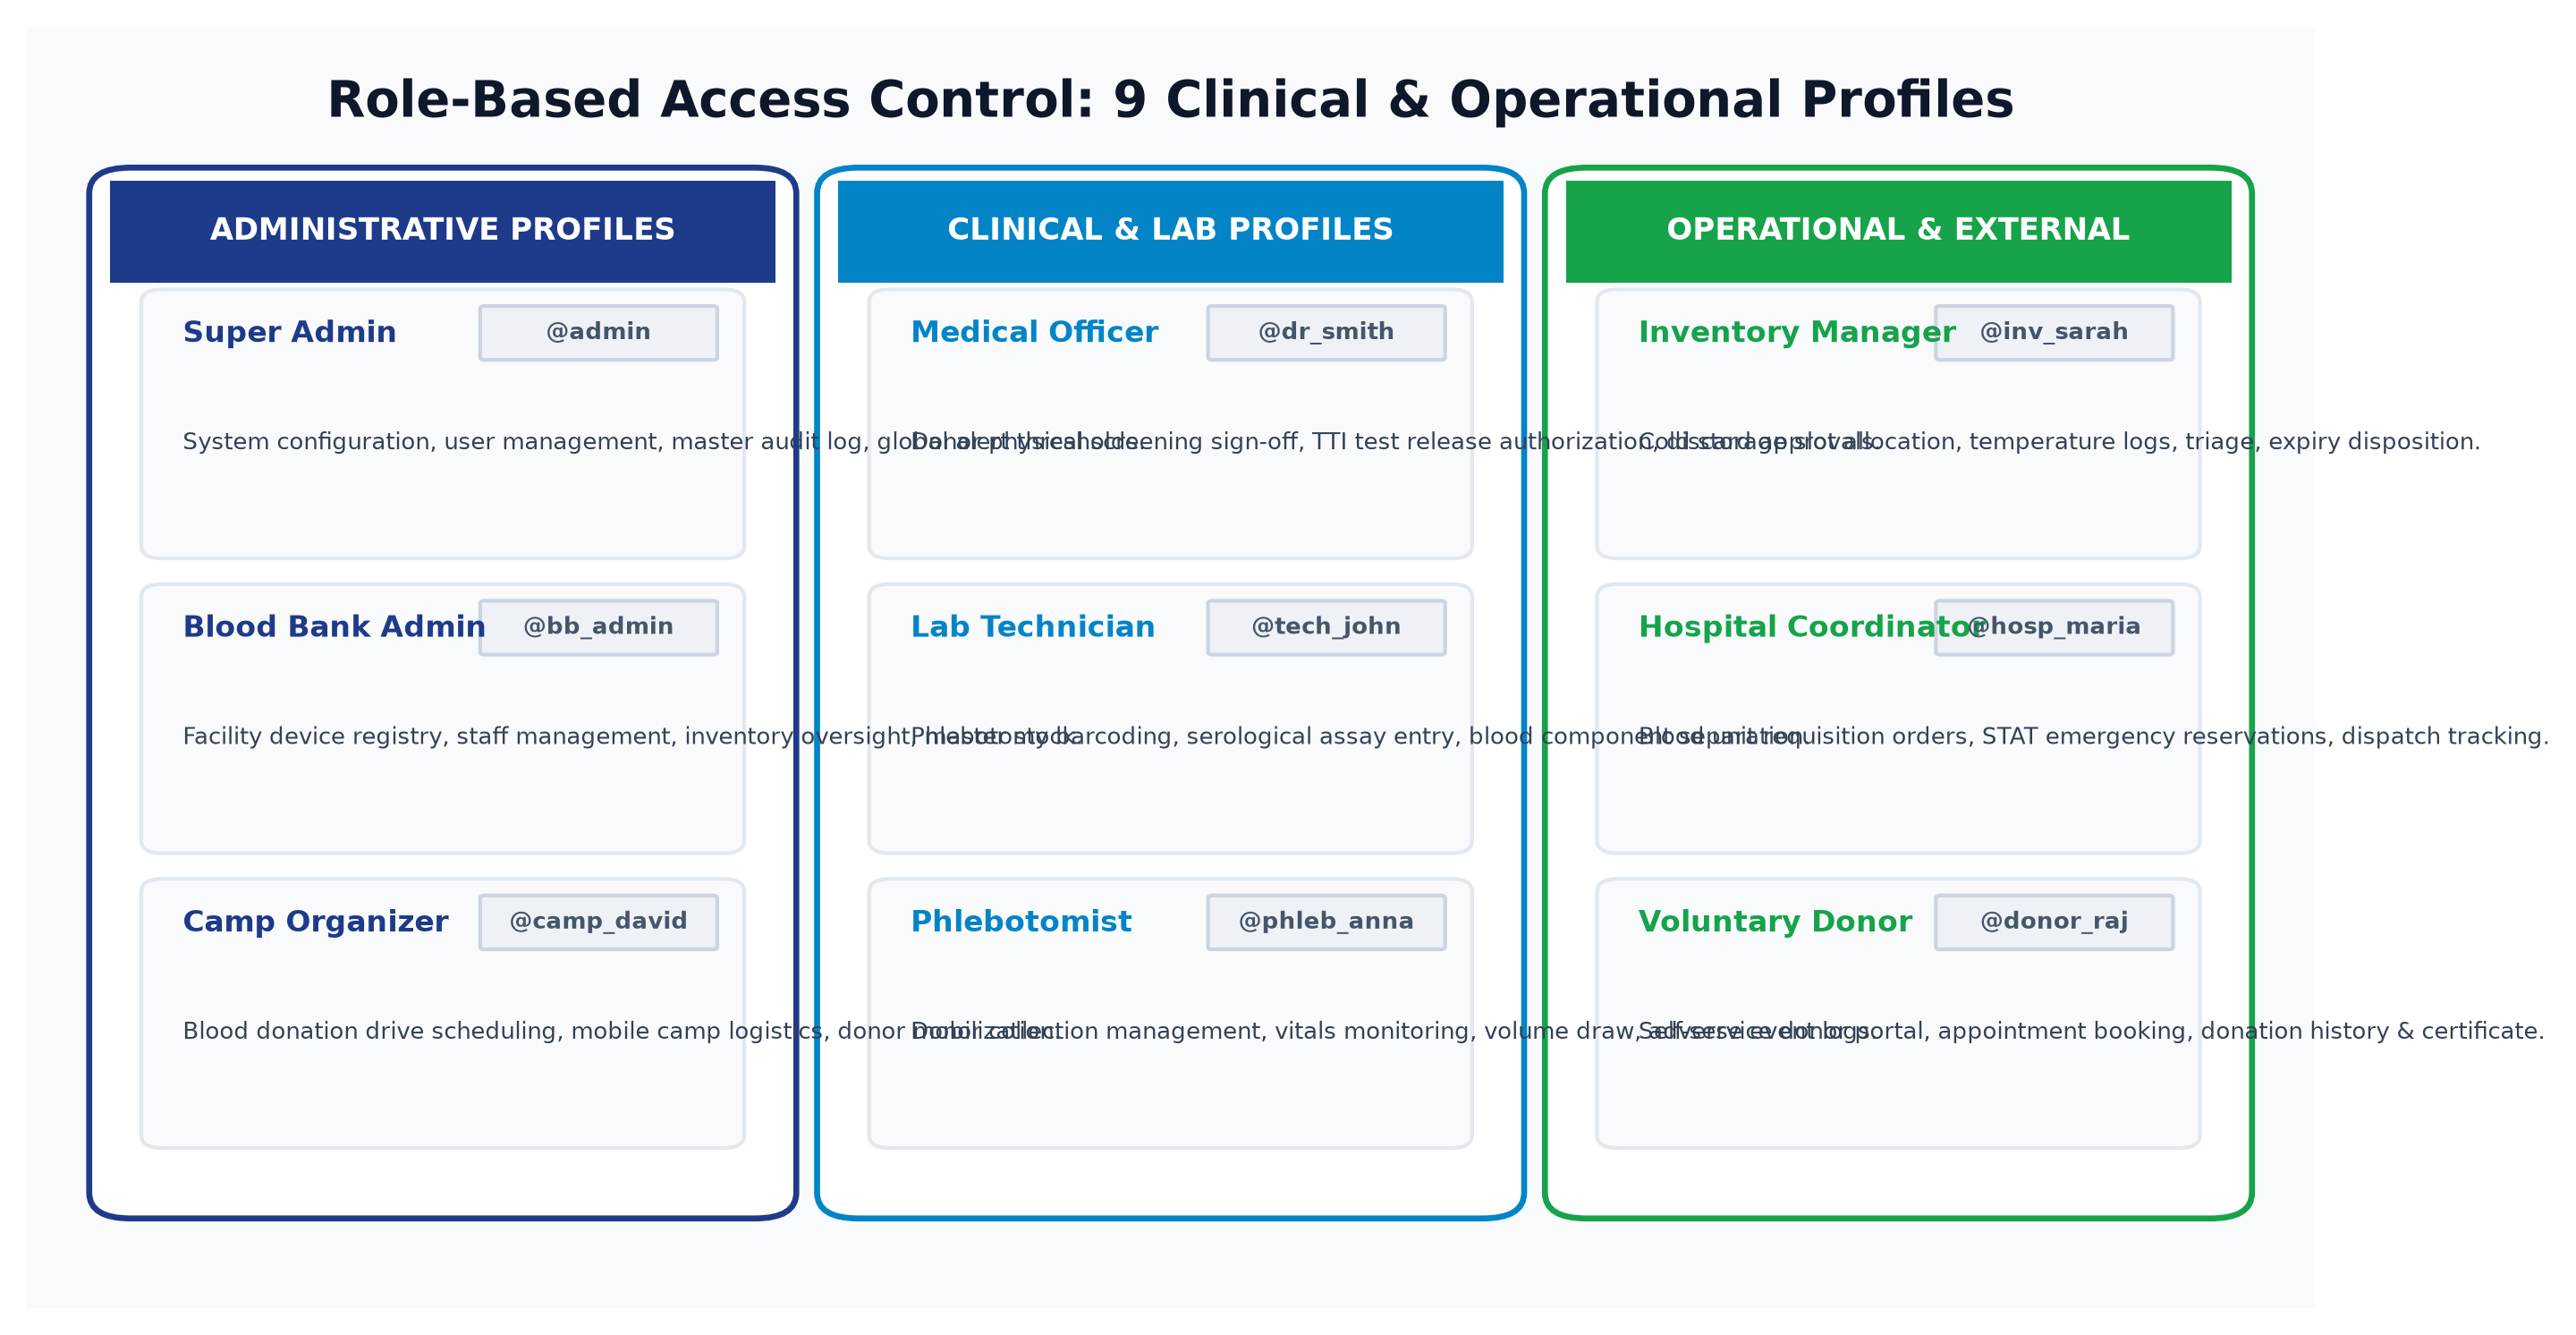 Role-Based Access Control: 9 Clinical & Operational Profiles
ADMINISTRATIVE PROFILES
Super Admin
@admin
System configuration, user management, master audit log, global alert thresholds.
Blood Bank Admin
@bb_admin
Facility device registry, staff management, inventory oversight, master stock.
Camp Organizer
@camp_david
Blood donation drive scheduling, mobile camp logistics, donor mobilization.
CLINICAL & LAB PROFILES
Medical Officer
@dr_smith
Donor physical screening sign-off, TTI test release authorization, discard approvals.
Lab Technician
@tech_john
Phlebotomy barcoding, serological assay entry, blood component separation.
Phlebotomist
@phleb_anna
Donor collection management, vitals monitoring, volume draw, adverse event logs.
OPERATIONAL & EXTERNAL
Inventory Manager
@inv_sarah
Cold storage slot allocation, temperature logs, triage, expiry disposition.
Hospital Coordinator
@hosp_maria
Blood unit requisition orders, STAT emergency reservations, dispatch tracking.
Voluntary Donor
@donor_raj
Self-service donor portal, appointment booking, donation history & certificate.